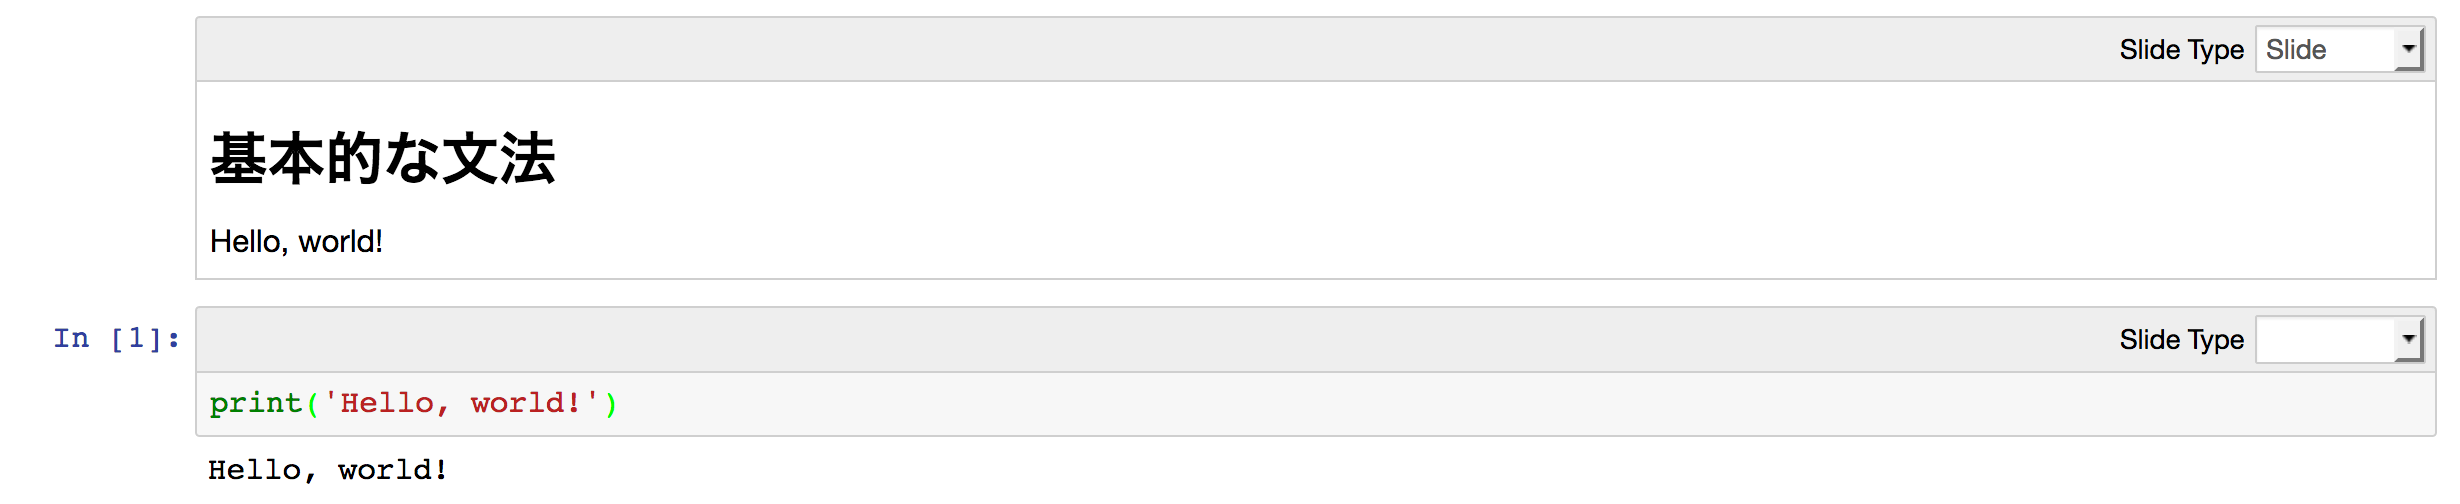 Slide Type Slide
基本的な文法
Hello, world!
In [1]:
Slide Type
print('Hello, world!')
Hello, world!